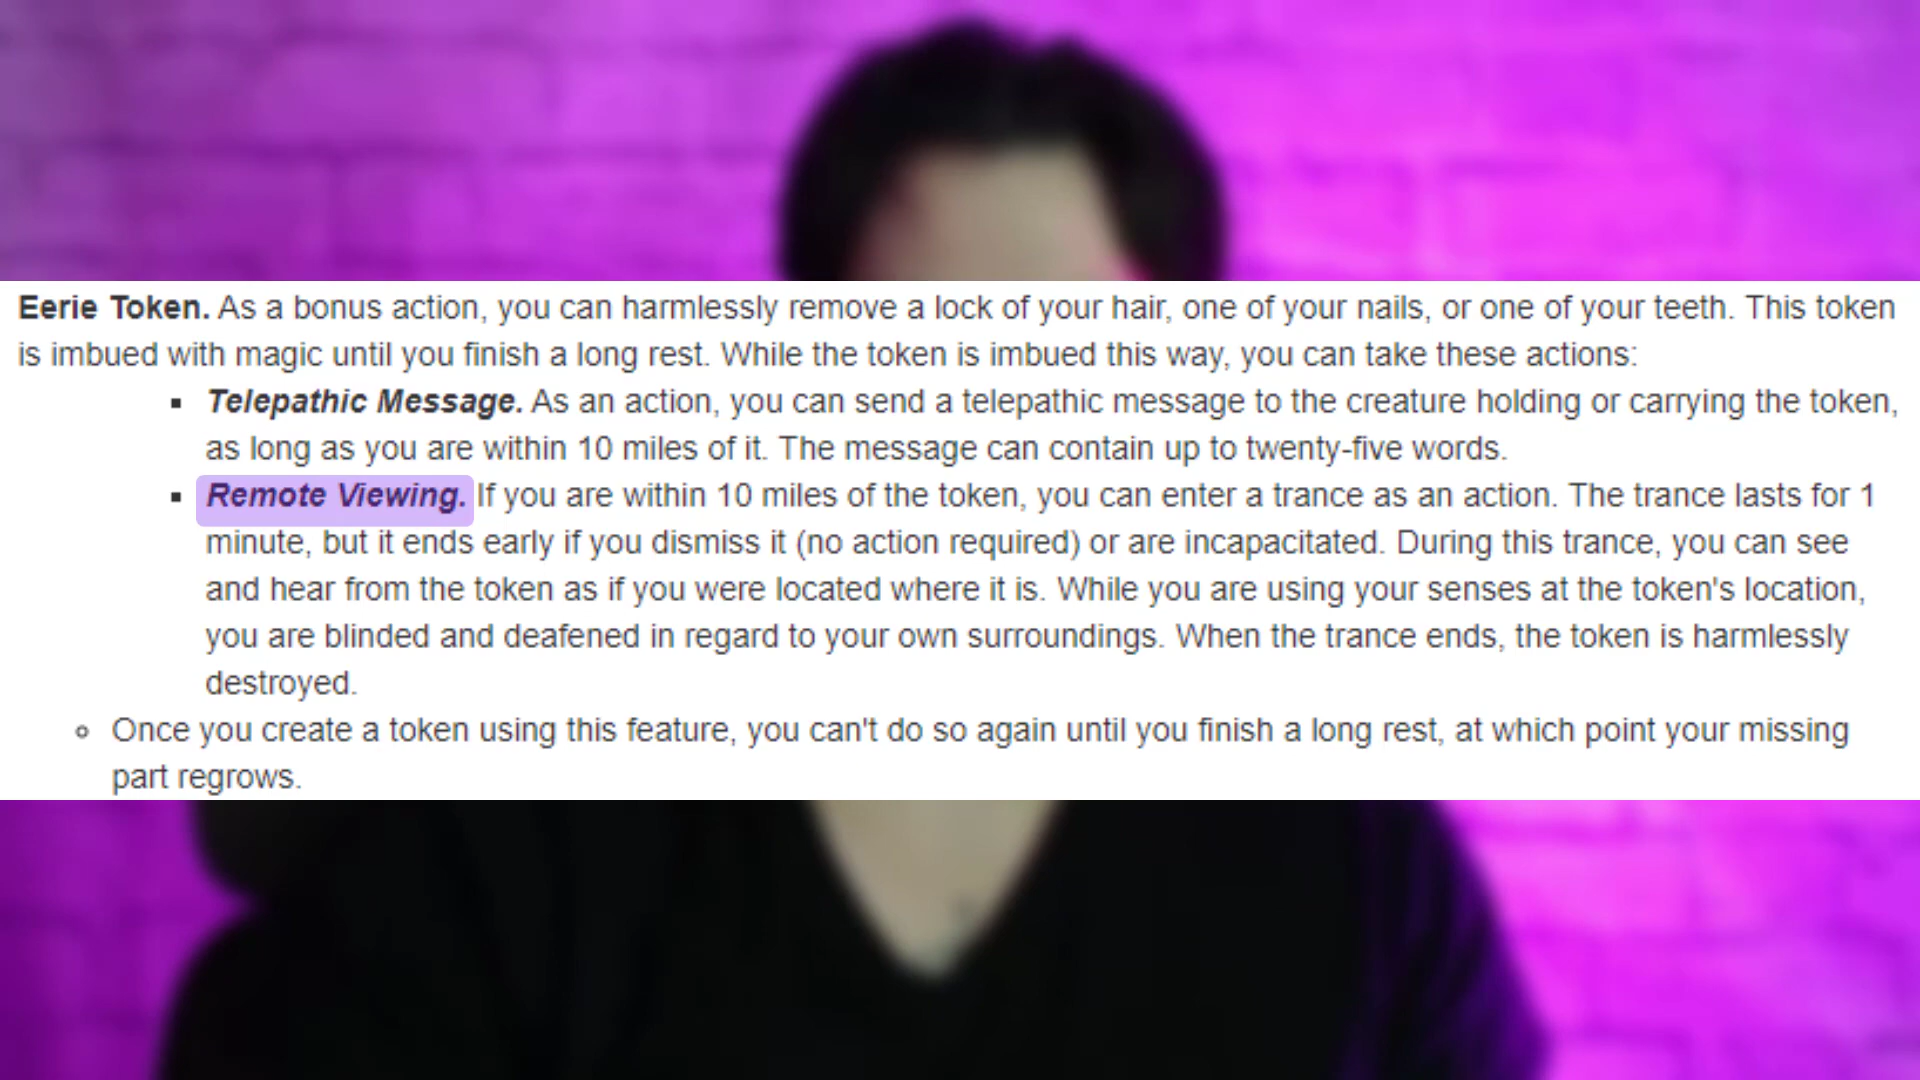 Eerie Token. As a bonus action, you can harmlessly remove a lock of your hair, one of your nails, or one of your teeth. This token
is imbued with magic until you finish a long rest. While the token is imbued this way, you can take these actions:
▪ Telepathic Message. As an action, you can send a telepathic message to the creature holding or carrying the token,
as long as you are within 10 miles of it. The message can contain up to twenty-five words.
▪ Remote Viewing. If you are within 10 miles of the token, you can enter a trance as an action. The trance lasts for 1
minute, but it ends early if you dismiss it (no action required) or are incapacitated. During this trance, you can see
and hear from the token as if you were located where it is. While you are using your senses at the token's location,
you are blinded and deafened in regard to your own surroundings. When the trance ends, the token is harmlessly
destroyed.
◦ Once you create a token using this feature, you can't do so again until you finish a long rest, at which point your missing
part regrows.